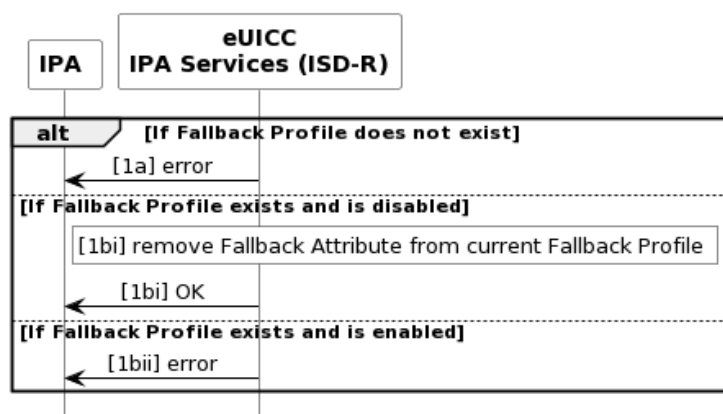 IPA
eUICC
IPA Services (ISD-R)
alt
[If Fallback Profile does not exist]
[1a] error
[If Fallback Profile exists and is disabled]
[1bi] remove Fallback Attribute from current Fallback Profile
[1bi] OK
[If Fallback Profile exists and is enabled]
[1bii] error